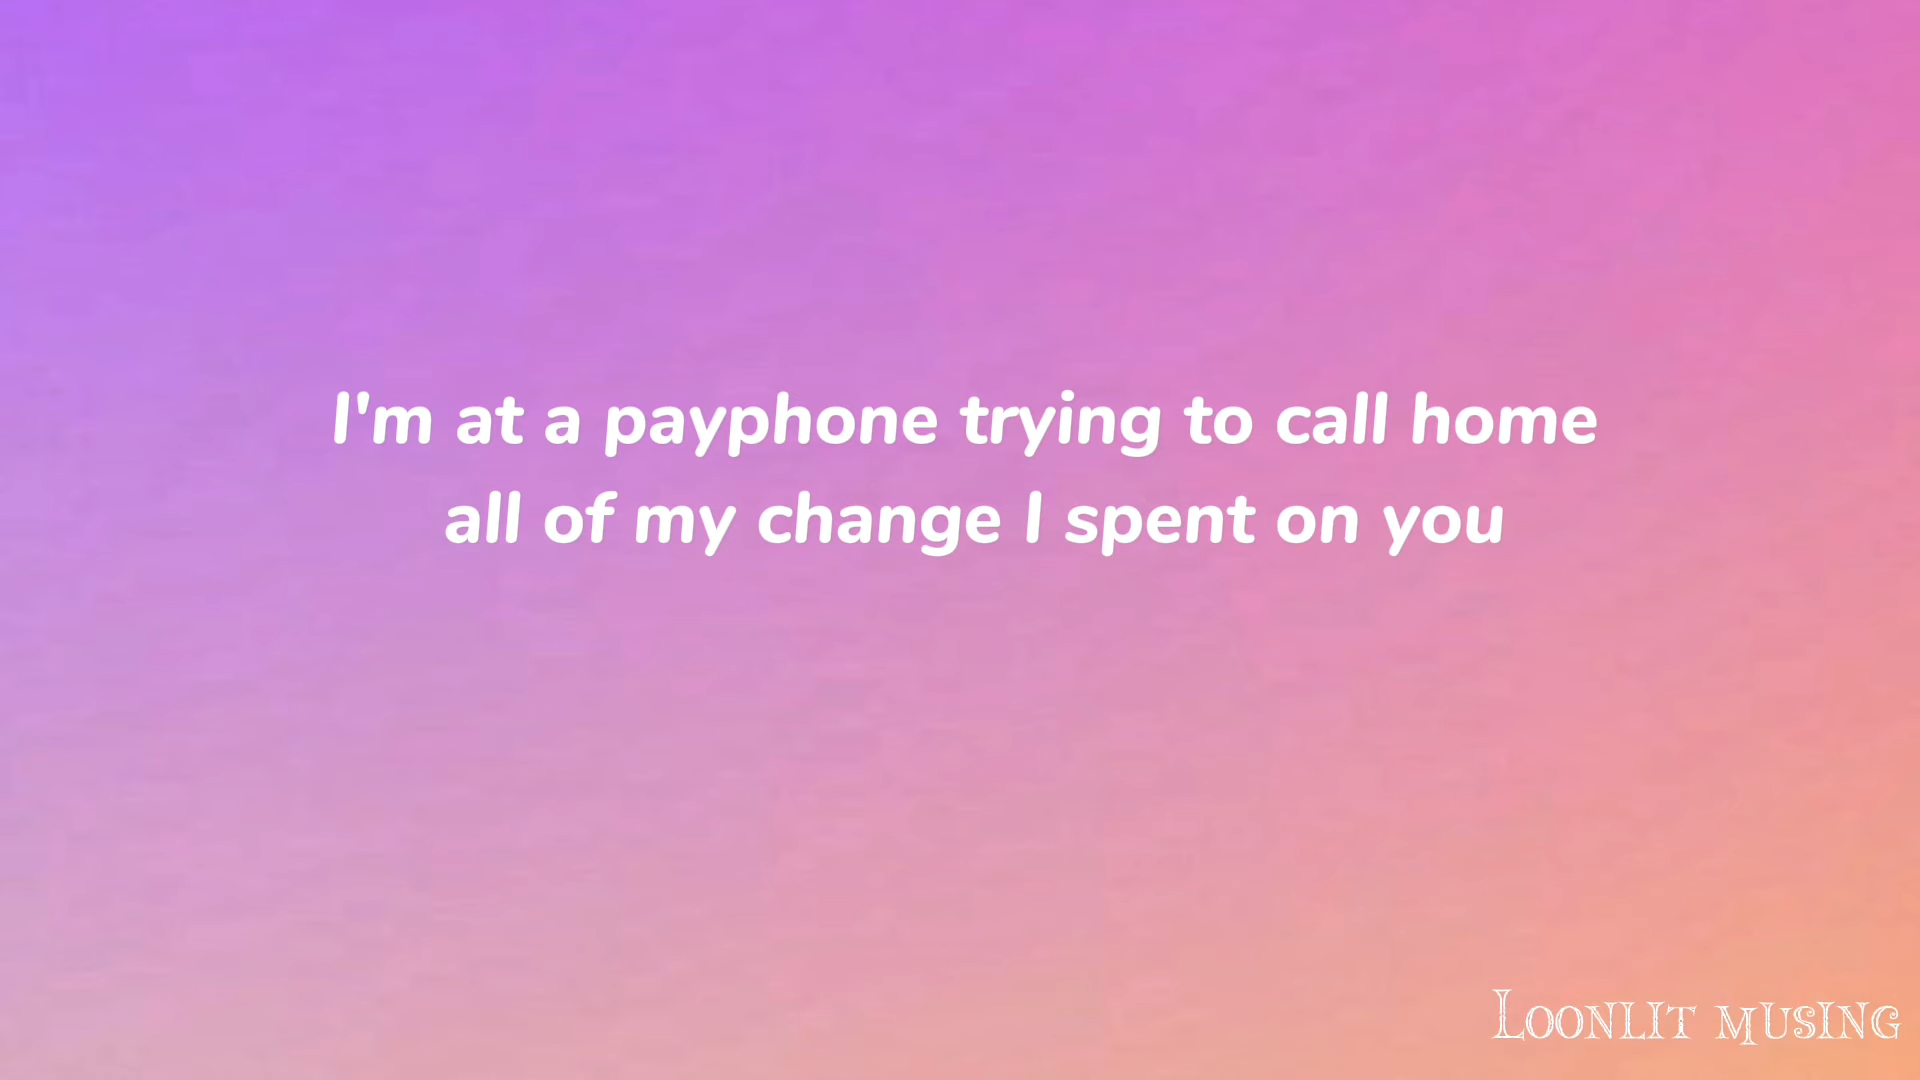 I'm at a payphone trying to call home
all of my change I spent on you
LOONLIT MUSING